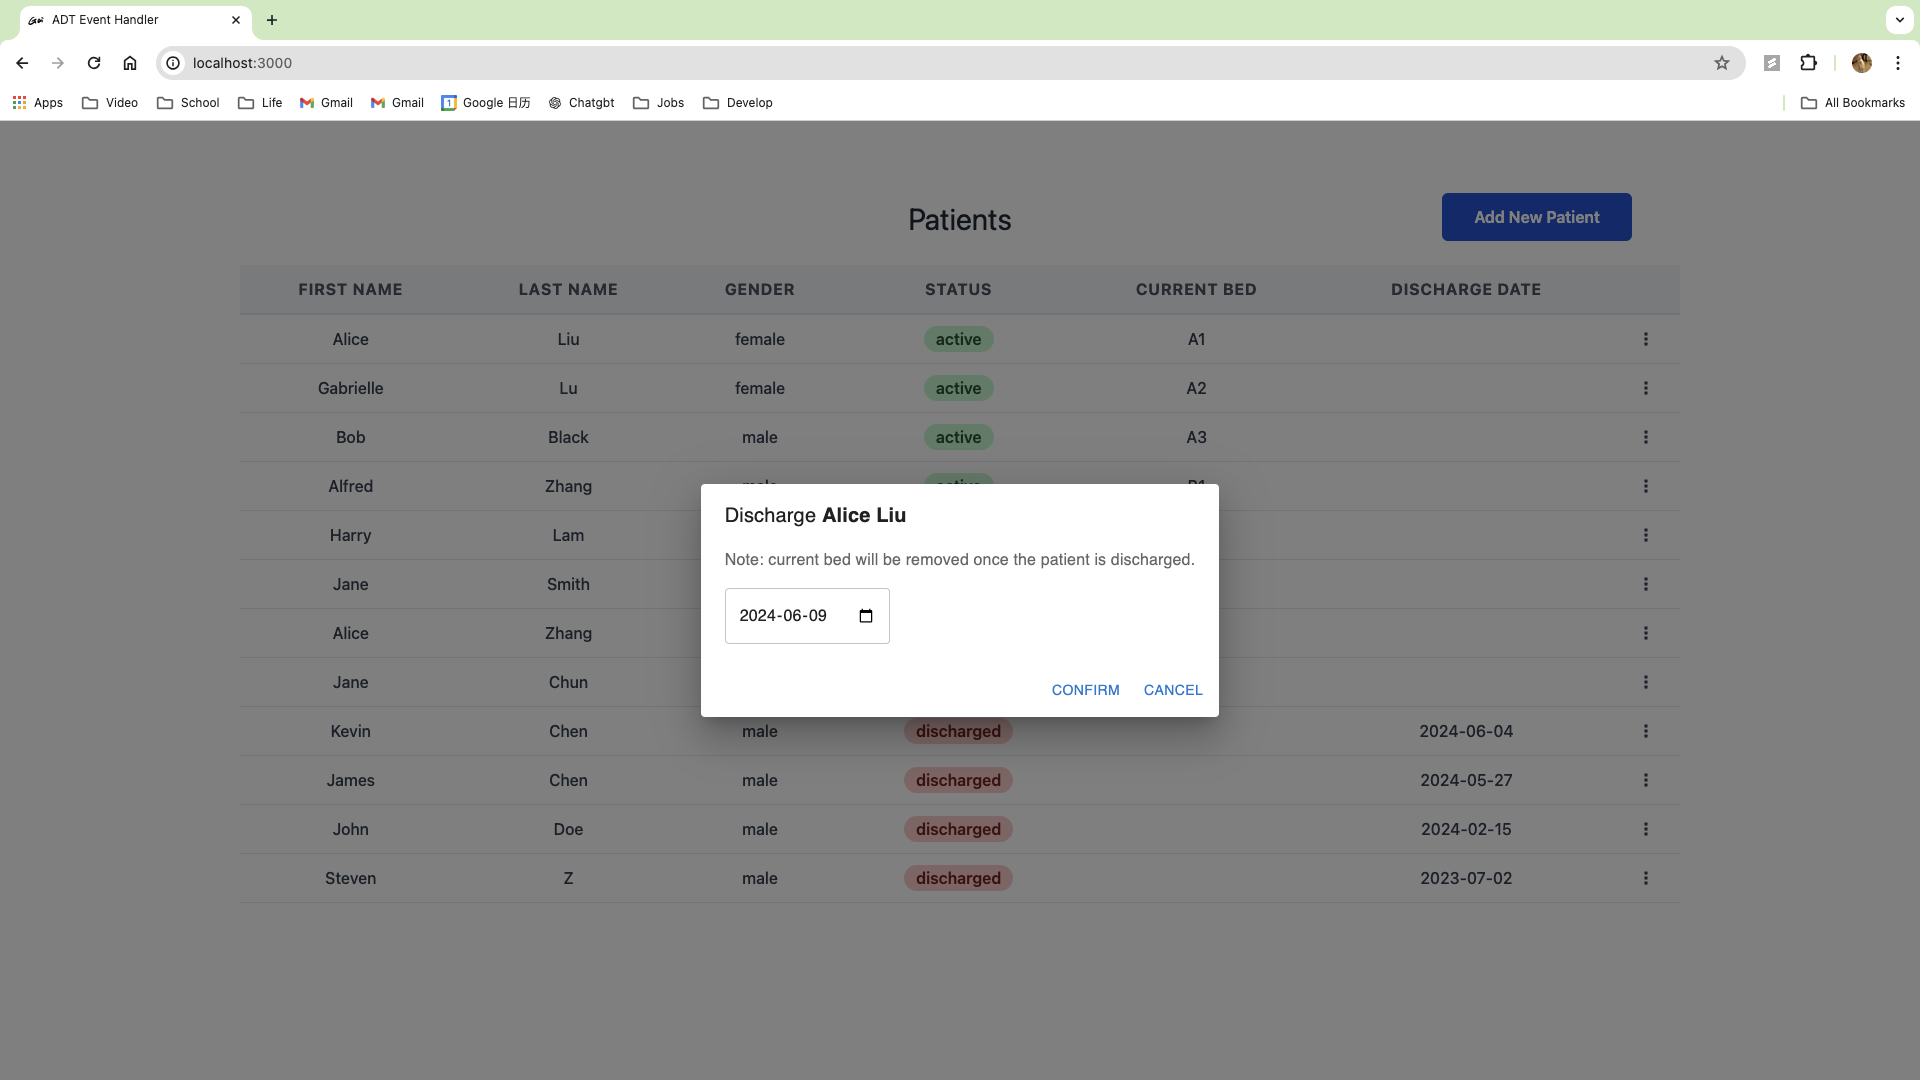 ADT Event Handler
localhost:3000
Apps Video School Life Gmail Gmail Google 日历 Chatgbt Jobs Develop All Bookmarks
Patients
Add New Patient
FIRST NAME LAST NAME GENDER STATUS CURRENT BED DISCHARGE DATE
Alice Liu female active A1
Gabrielle Lu female active A2
Bob Black male active A3
Alfred Zhang male active B1
Harry Lam
Jane Smith
Alice Zhang
Jane Chun
Discharge Alice Liu
Note: current bed will be removed once the patient is discharged.
2024-06-09
CONFIRM CANCEL
Kevin Chen male discharged 2024-06-04
James Chen male discharged 2024-05-27
John Doe male discharged 2024-02-15
Steven Z male discharged 2023-07-02